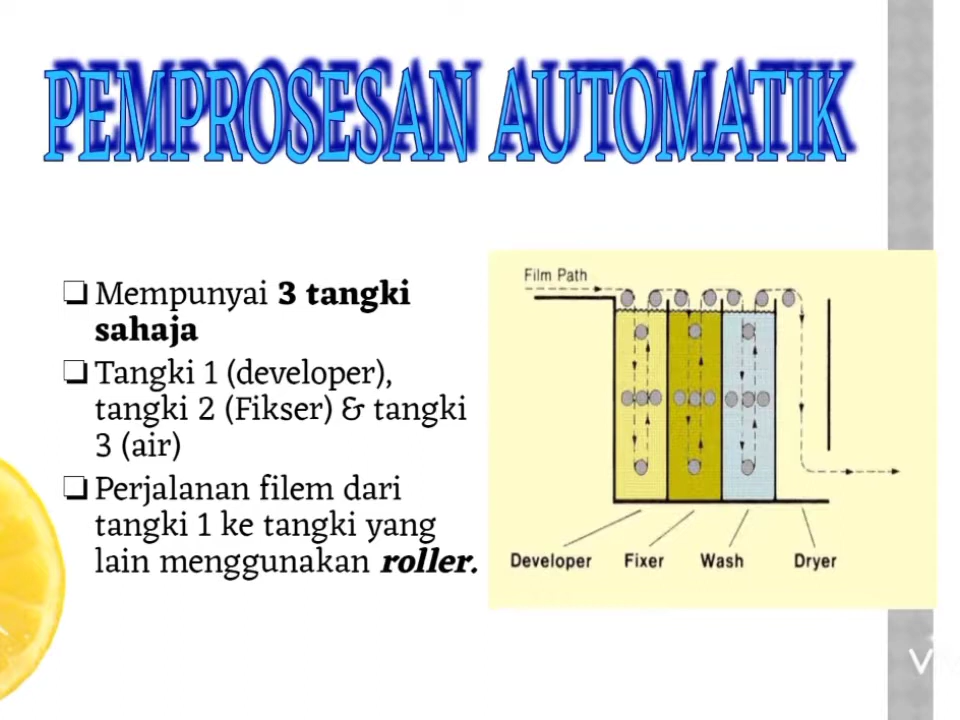 PEMPROSESAN AUTOMATIK
❑ Mempunyai 3 tangki
sahaja
❑ Tangki 1 (developer),
tangki 2 (Fikser) & tangki
3 (air)
❑ Perjalanan filem dari
tangki 1 ke tangki yang
lain menggunakan roller.
Film Path
Developer Fixer Wash Dryer